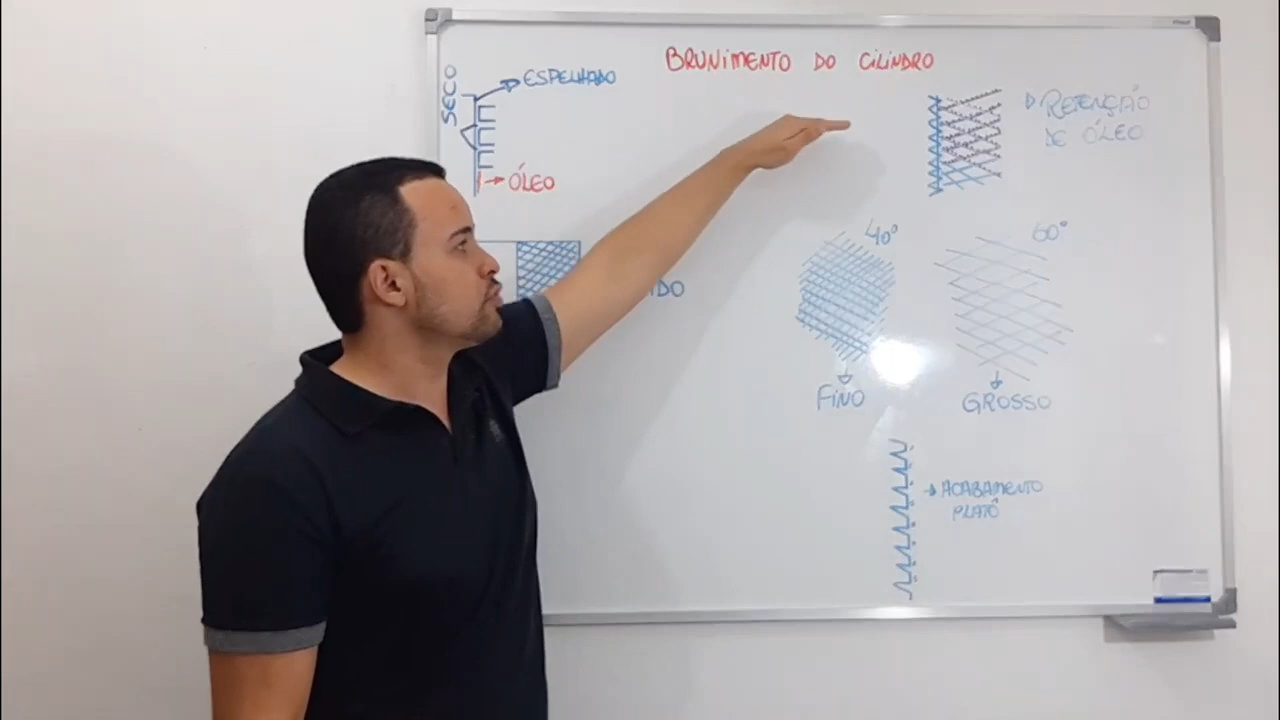 BRUNIMENTO DO CILINDRO
SECO
ESPELHADO
ÓLEO
RETENÇÃO
DE ÓLEO
40°
60°
FINO
GROSSO
ACABAMENTO
PLATÔ